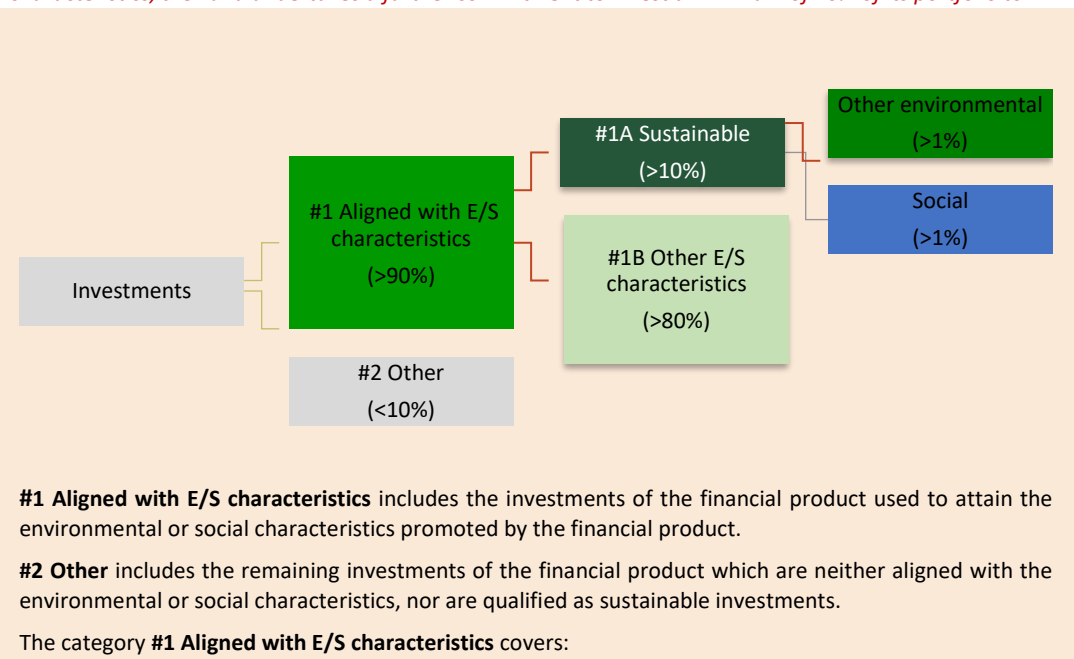 Investments
#1 Aligned with E/S
characteristics
(>90%)
#2 Other
(<10%)
#1A Sustainable
(>10%)
#1B Other E/S
characteristics
(>80%)
Other environmental
(>1%)
Social
(>1%)
#1 Aligned with E/S characteristics includes the investments of the financial product used to attain the
environmental or social characteristics promoted by the financial product.
#2 Other includes the remaining investments of the financial product which are neither aligned with the
environmental or social characteristics, nor are qualified as sustainable investments.
The category #1 Aligned with E/S characteristics covers: